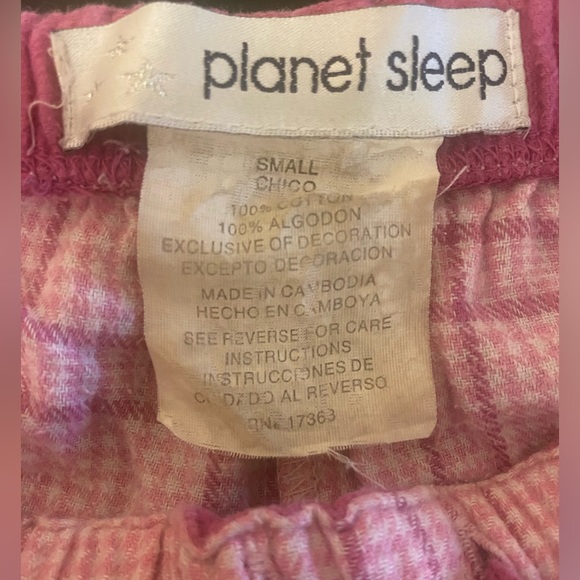 planet sleep
SMALL
CHICO
100% COTTON
100% ALGODON
EXCLUSIVE OF DECORATION
EXCEPTO DECORACION
MADE IN CAMBODIA
HECHO EN CAMBOYA
SEE REVERSE FOR CARE
INSTRUCTIONS
INSTRUCCIONES DE
CUIDADO AL REVERSO
RN# 17363